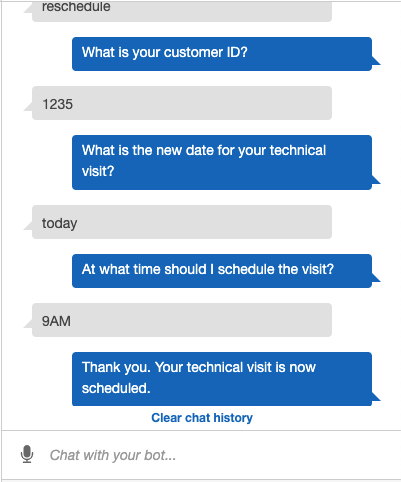 reschedule
What is your customer ID?
1235
What is the new date for your technical
visit?
today
At what time should I schedule the visit?
9AM
Thank you. Your technical visit is now
scheduled.
Clear chat history
Chat with your bot...